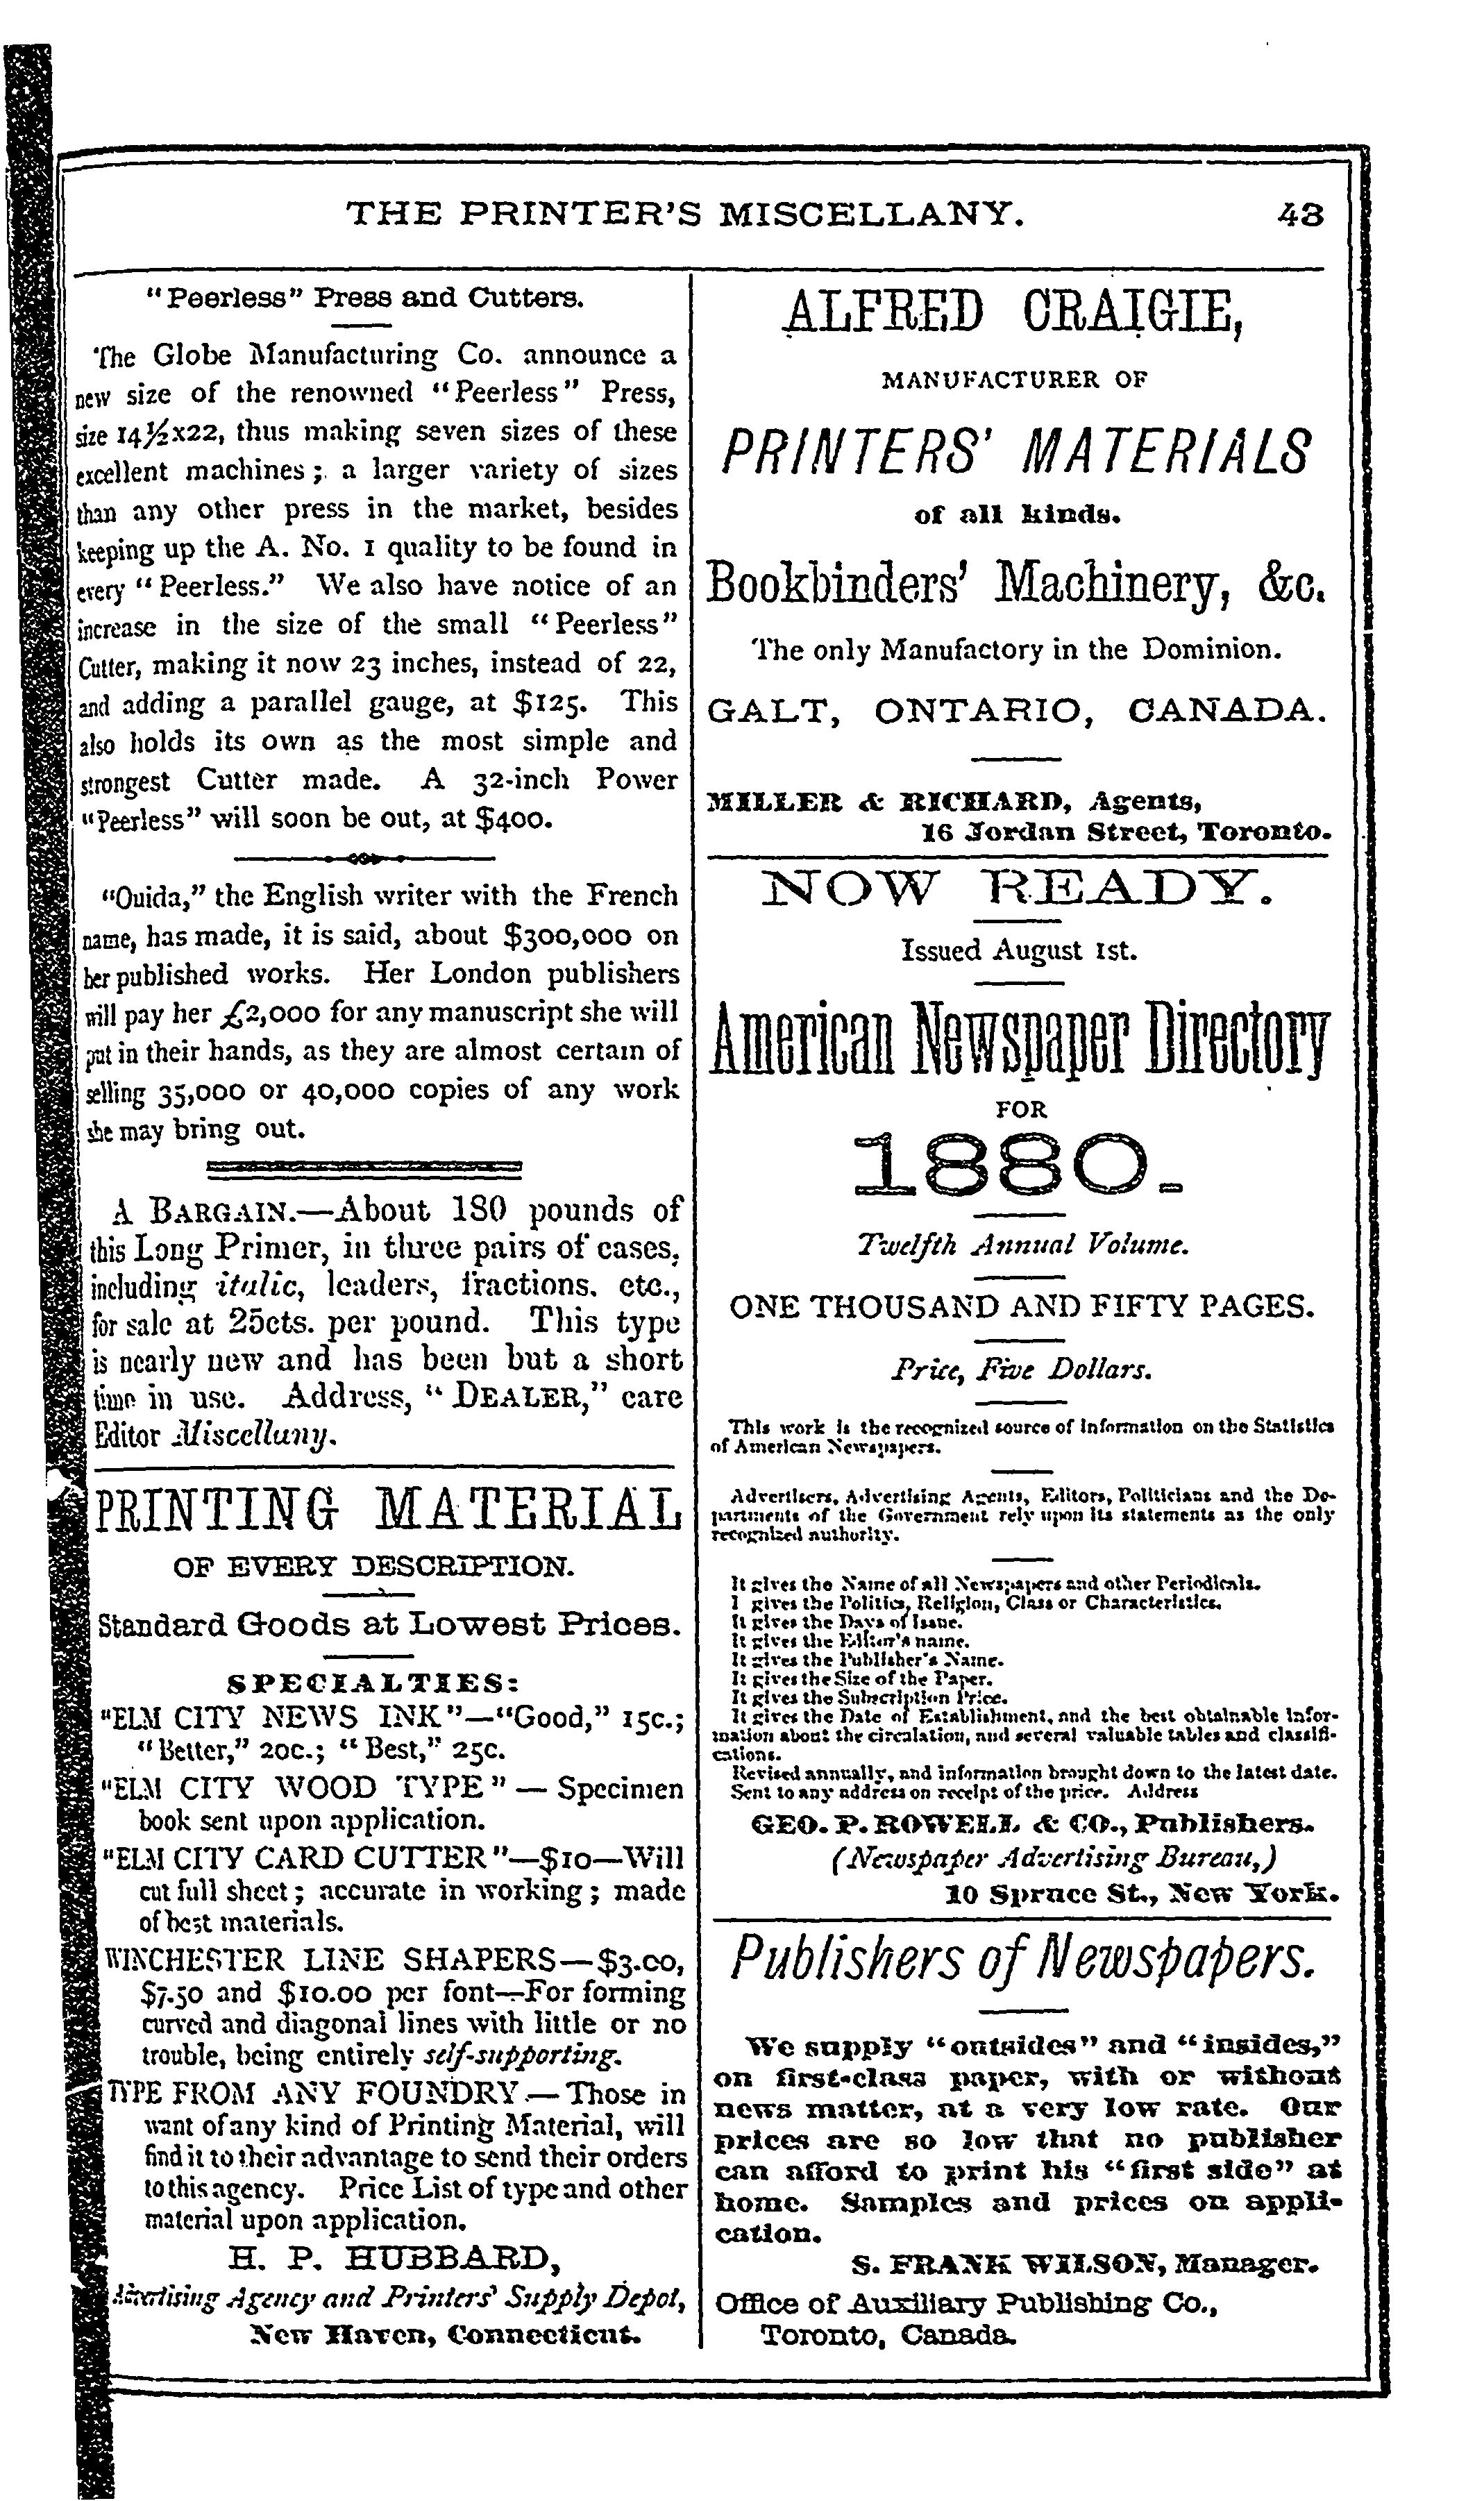 THE PRINTER'S MISCELLANY. 43
"Peerless" Press and Cutters.
The Globe Manufacturing Co. announce a
new size of the renowned "Peerless" Press,
size 14½x22, thus making seven sizes of these
excellent machines; a larger variety of sizes
than any other press in the market, besides
keeping up the A. No. 1 quality to be found in
every "Peerless." We also have notice of an
increase in the size of the small "Peerless"
Cutter, making it now 23 inches, instead of 22,
and adding a parallel gauge, at $125. This
also holds its own as the most simple and
strongest Cutter made. A 32-inch Power
"Peerless" will soon be out, at $400.
"Ouida," the English writer with the French
name, has made, it is said, about $300,000 on
her published works. Her London publishers
will pay her £2,000 for any manuscript she will
put in their hands, as they are almost certain of
selling 35,000 or 40,000 copies of any work
she may bring out.
A BARGAIN.—About 180 pounds of
this Long Primer, in three pairs of cases,
including italic, leaders, fractions, etc.,
for sale at 25cts. per pound. This type
is nearly new and has been but a short
time in use. Address, "DEALER," care
Editor Miscellany.
PRINTING MATERIAL
OF EVERY DESCRIPTION.
Standard Goods at Lowest Prices.
SPECIALTIES:
"ELM CITY NEWS INK"—"Good," 15c.;
"Better," 20c.; "Best," 25c.
"ELM CITY WOOD TYPE" — Specimen
book sent upon application.
"ELM CITY CARD CUTTER"—$10—Will
cut full sheet; accurate in working; made
of best materials.
WINCHESTER LINE SHAPERS—$3.00,
$7.50 and $10.00 per font—For forming
curved and diagonal lines with little or no
trouble, being entirely self-supporting.
TYPE FROM ANY FOUNDRY.—Those in
want of any kind of Printing Material, will
find it to their advantage to send their orders
to this agency. Price List of type and other
material upon application.
H. P. HUBBARD,
Advertising Agency and Printers' Supply Depot,
New Haven, Connecticut.
ALFRED CRAIGIE,
MANUFACTURER OF
PRINTERS' MATERIALS
of all kinds.
Bookbinders' Machinery, &c.
The only Manufactory in the Dominion.
GALT, ONTARIO, CANADA.
MILLER & RICHARD, Agents,
16 Jordan Street, Toronto.
NOW READY.
Issued August 1st.
American Newspaper Directory
FOR
1880.
Twelfth Annual Volume.
ONE THOUSAND AND FIFTY PAGES.
Price, Five Dollars.
This work is the recognized source of Information on the Statistics
of American Newspapers.
Advertisers, Advertising Agents, Editors, Politicians and the De-
partments of the Government rely upon its statements as the only
recognized authority.
It gives the Name of all Newspapers and other Periodicals.
I gives the Politics, Religion, Class or Characteristics.
It gives the Days of Issue.
It gives the Editor's name.
It gives the Publisher's Name.
It gives the Size of the Paper.
It gives the Subscription Price.
It gives the Date of Establishment, and the best obtainable Infor-
mation about the circulation, and several valuable tables and classifi-
cations.
Revised annually, and information brought down to the latest date.
Sent to any address on receipt of the price. Address
GEO. P. ROWELL & CO., Publishers.
(Newspaper Advertising Bureau,)
10 Spruce St., New York.
Publishers of Newspapers.
We supply "outsides" and "insides,"
on first-class paper, with or without
news matter, at a very low rate. Our
prices are so low that no publisher
can afford to print his "first side" at
home. Samples and prices on appli-
cation.
S. FRANK WILSON, Manager.
Office of Auxiliary Publishing Co.,
Toronto, Canada.